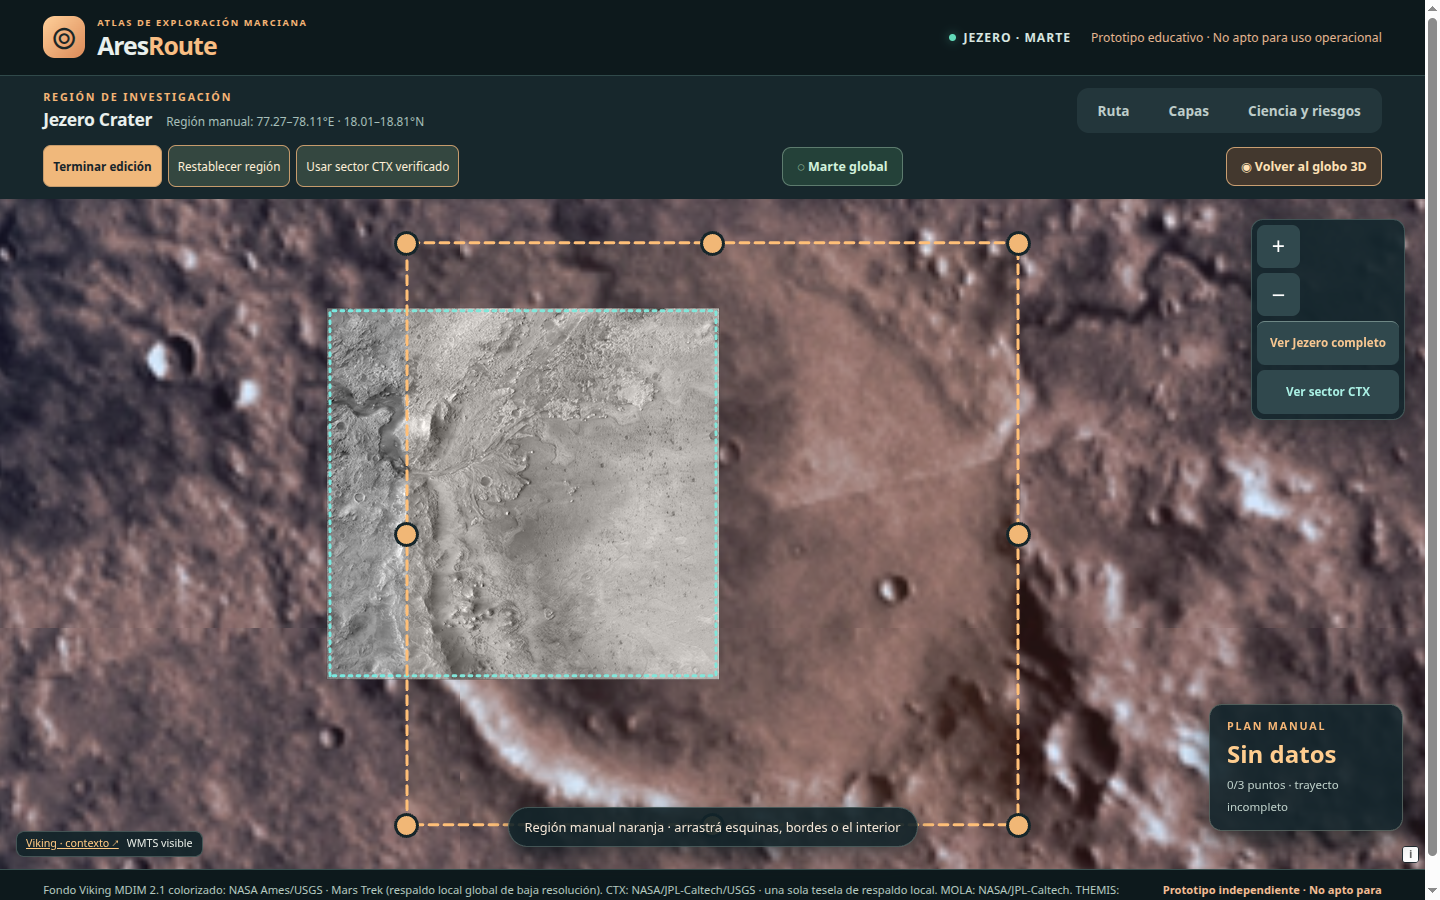 ATLAS DE EXPLORACIÓN MARCIANA
AresRoute
JEZERO · MARTE
Prototipo educativo · No apto para uso operacional
REGIÓN DE INVESTIGACIÓN
Jezero Crater Región manual: 77.27–78.11°E · 18.01–18.81°N
Ruta Capas Ciencia y riesgos
Terminar edición Restablecer región Usar sector CTX verificado
○ Marte global
◉ Volver al globo 3D
+
−
Ver Jezero completo
Ver sector CTX
PLAN MANUAL
Sin datos
0/3 puntos · trayecto
incompleto
Región manual naranja · arrastrá esquinas, bordes o el interior
Viking · contexto ↗ WMTS visible
i
Fondo Viking MDIM 2.1 colorizado: NASA Ames/USGS · Mars Trek (respaldo local global de baja resolución). CTX: NASA/JPL-Caltech/USGS · una sola tesela de respaldo local. MOLA: NASA/JPL-Caltech. THEMIS:
Prototipo independiente · No apto para